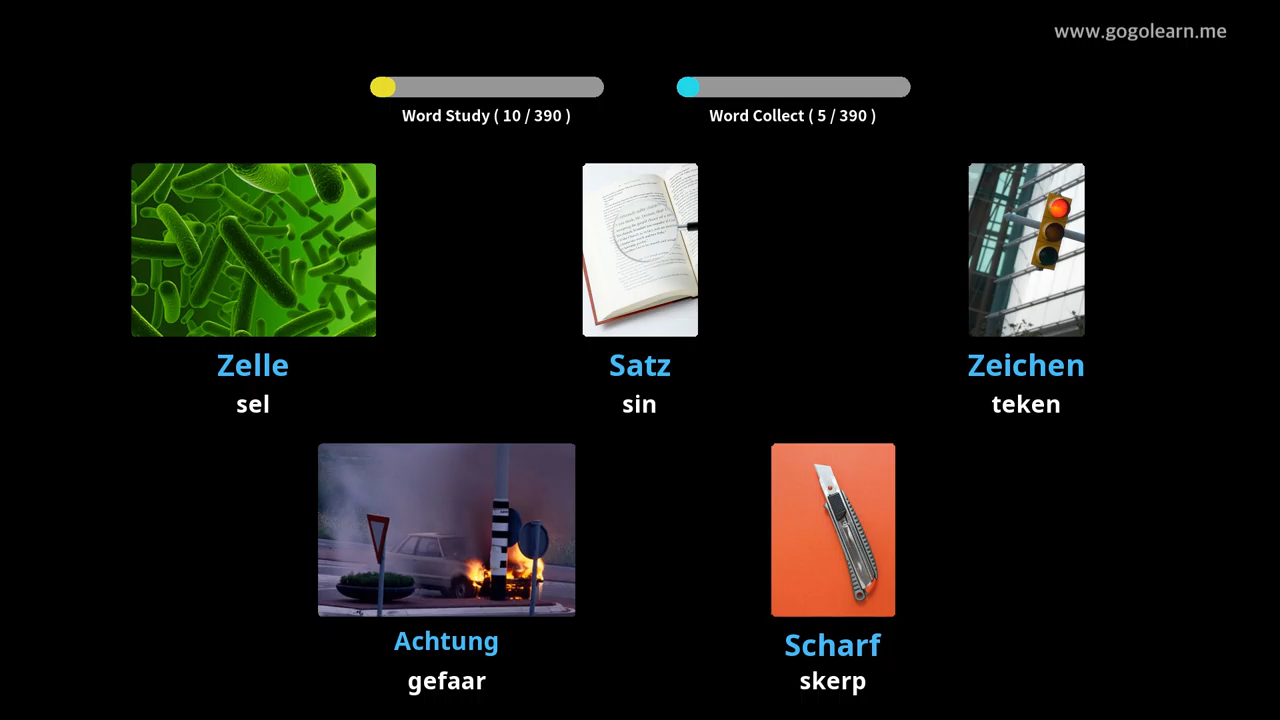 www.gogolearn.me
Word Study ( 10 / 390 )
Word Collect ( 5 / 390 )
Zelle
sel
Satz
sin
Zeichen
teken
Achtung
gefaar
Scharf
skerp